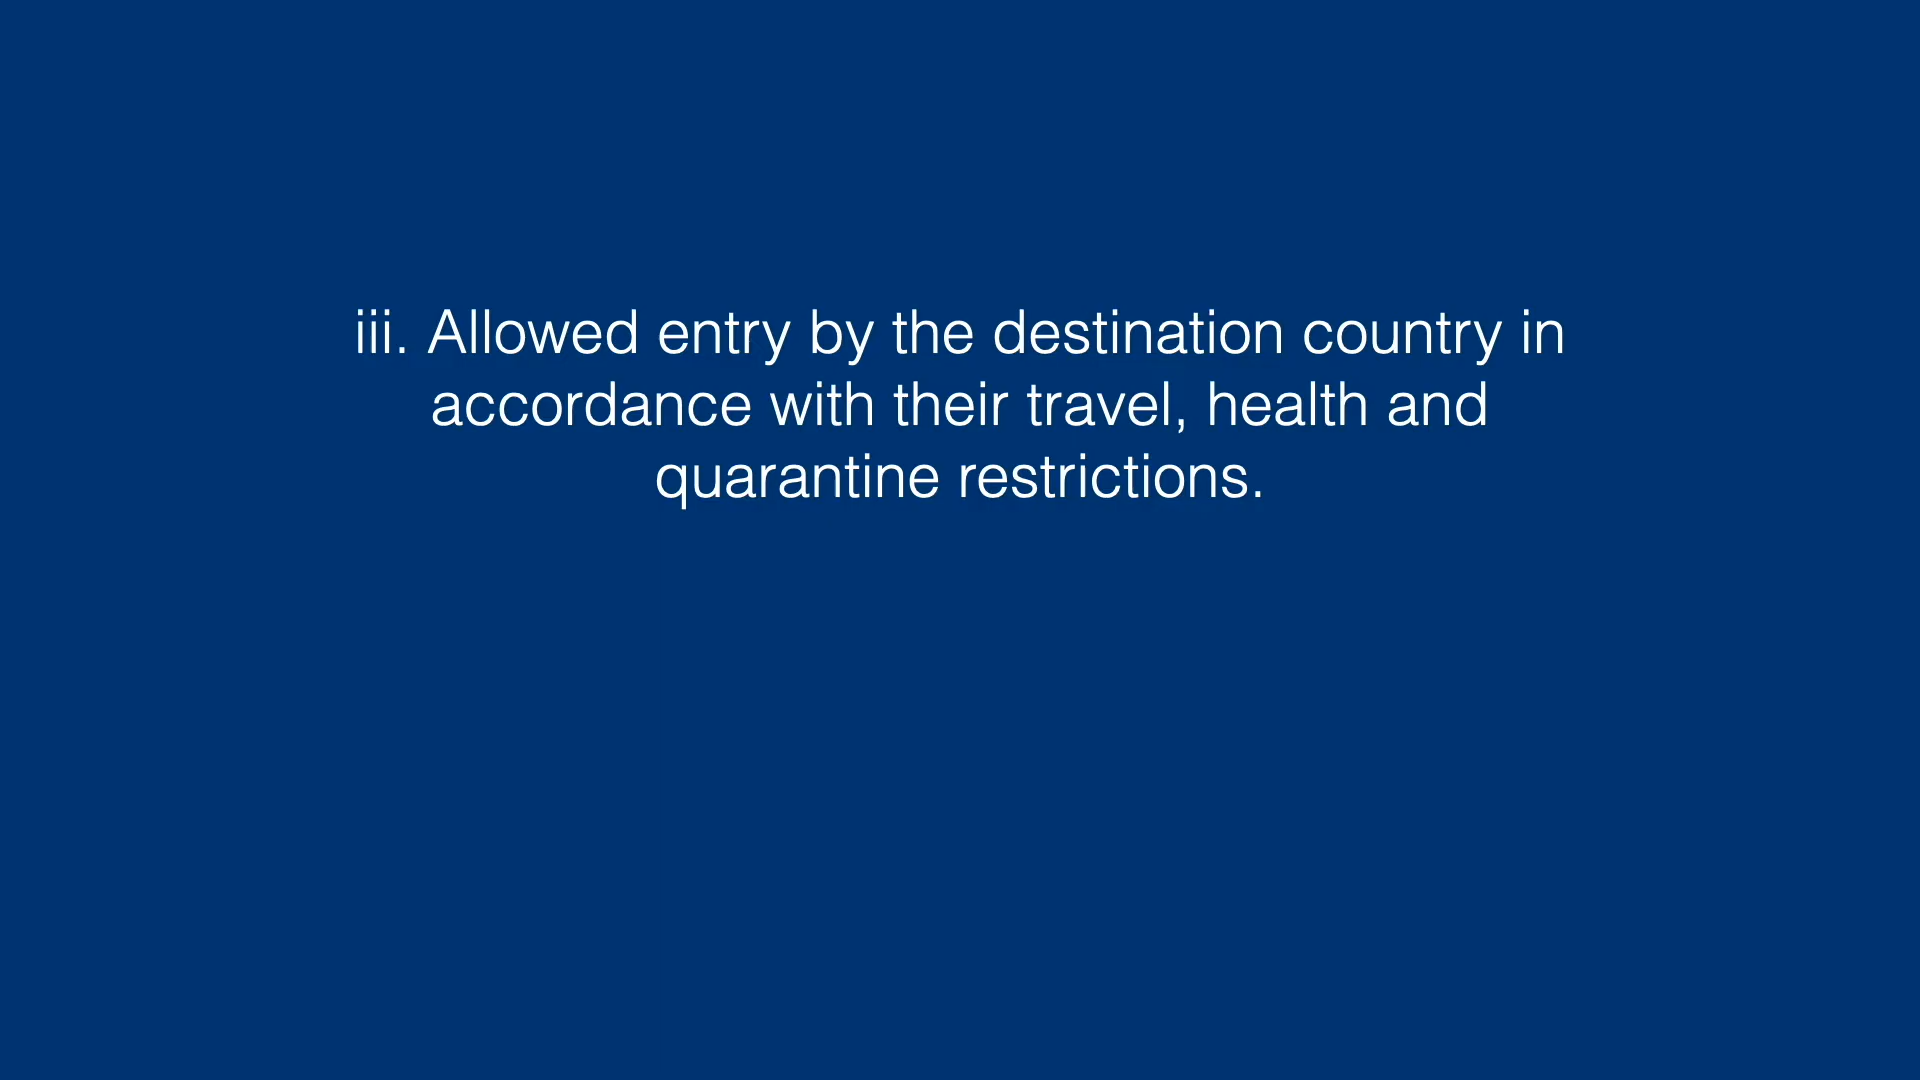 iii. Allowed entry by the destination country in
accordance with their travel, health and
quarantine restrictions.